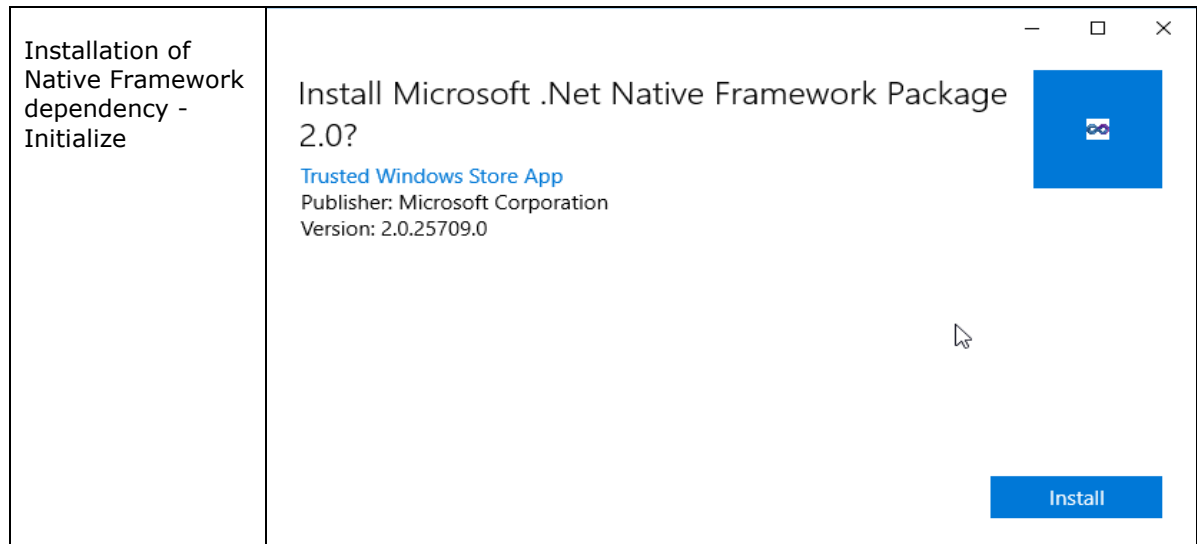 Installation of
Native Framework
dependency -
Initialize
Install Microsoft .Net Native Framework Package
2.0?
Trusted Windows Store App
Publisher: Microsoft Corporation
Version: 2.0.25709.0
Install